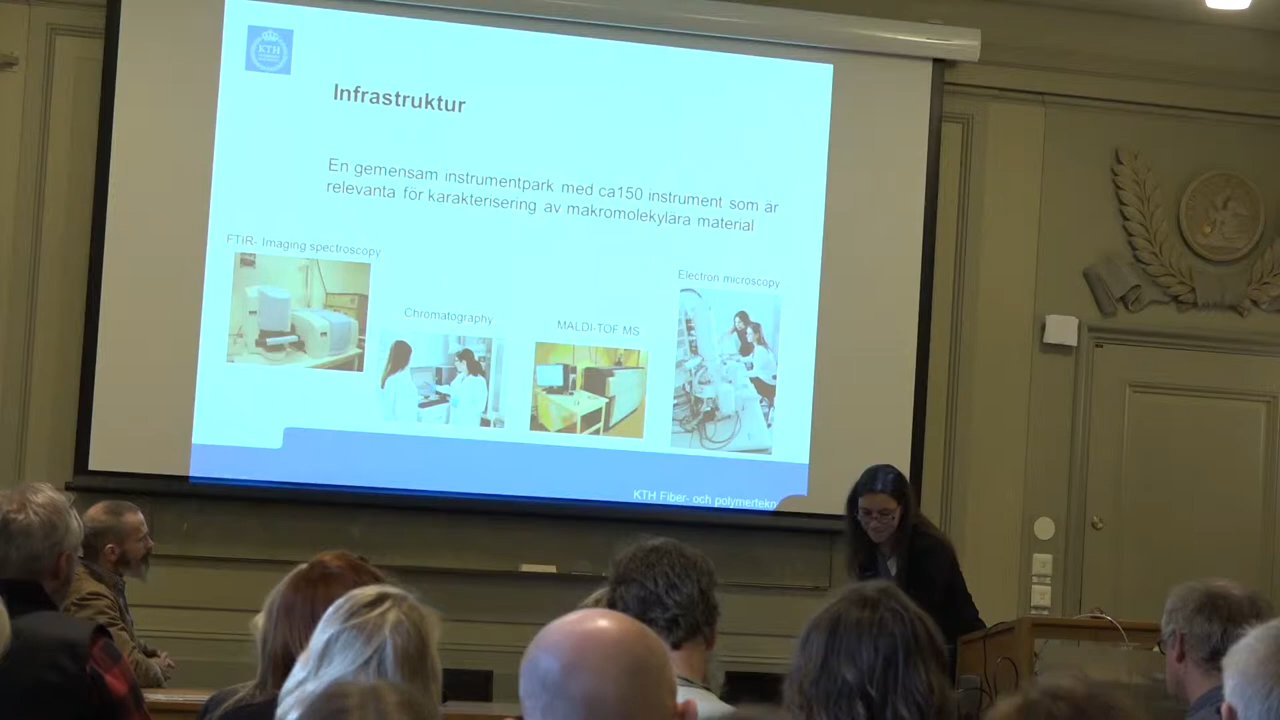 KTH
Infrastruktur
En gemensam instrumentpark med ca150 instrument som är
relevanta för karakterisering av makromolekylära material
FTIR- Imaging spectroscopy
Electron microscopy
Chromatography
MALDI-TOF MS
KTH Fiber- och polymertekn